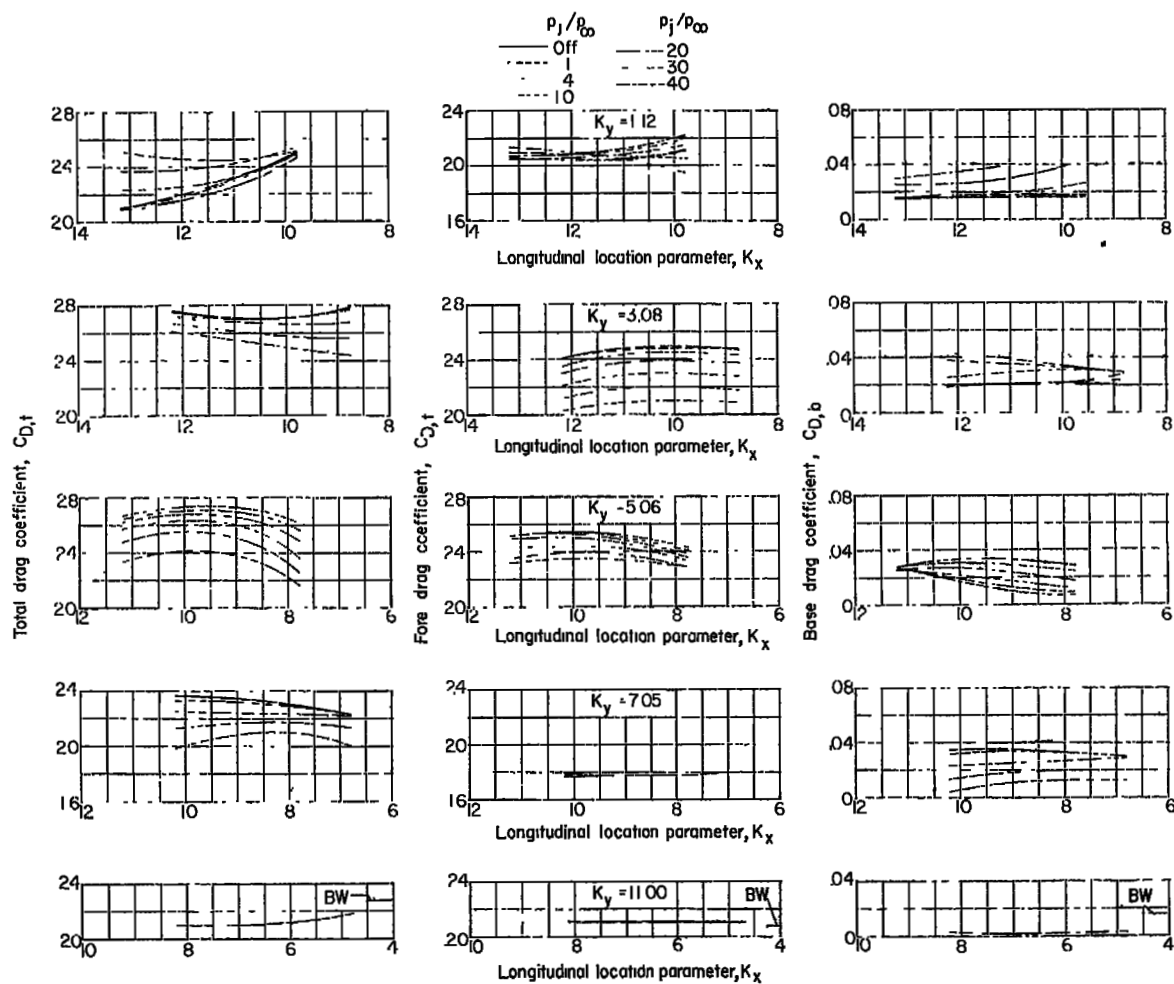 pJ/p∞ pj/p∞
Off 20
1 30
4 40
10
28
24
20
14 12 10 8
24
Ky =1.12
20
16
14 12 10 8
Longitudinal location parameter, Kx
.08
.04
0
14 12 10 8
28
24
20
14 12 10 8
28
Ky =3.08
24
20
14 12 10 8
Longitudinal location parameter, Kx
.08
.04
0
14 12 10 8
Total drag coefficient, CD,t
Fore drag coefficient, CD,t
Base drag coefficient, CD,b
28
24
20
12 10 8 6
28
Ky -5.06
24
20
12 10 8 6
Longitudinal location parameter, Kx
.08
.04
0
12 10 8 6
24
20
16
12 10 8 6
24
Ky -7.05
20
16
12 10 8 6
Longitudinal location parameter, Kx
.08
.04
0
12 10 8 6
24
BW
20
10 8 6 4
24
Ky =11.00
BW
20
10 8 6 4
Longitudinal location parameter, Kx
.04
BW
0
10 8 6 4